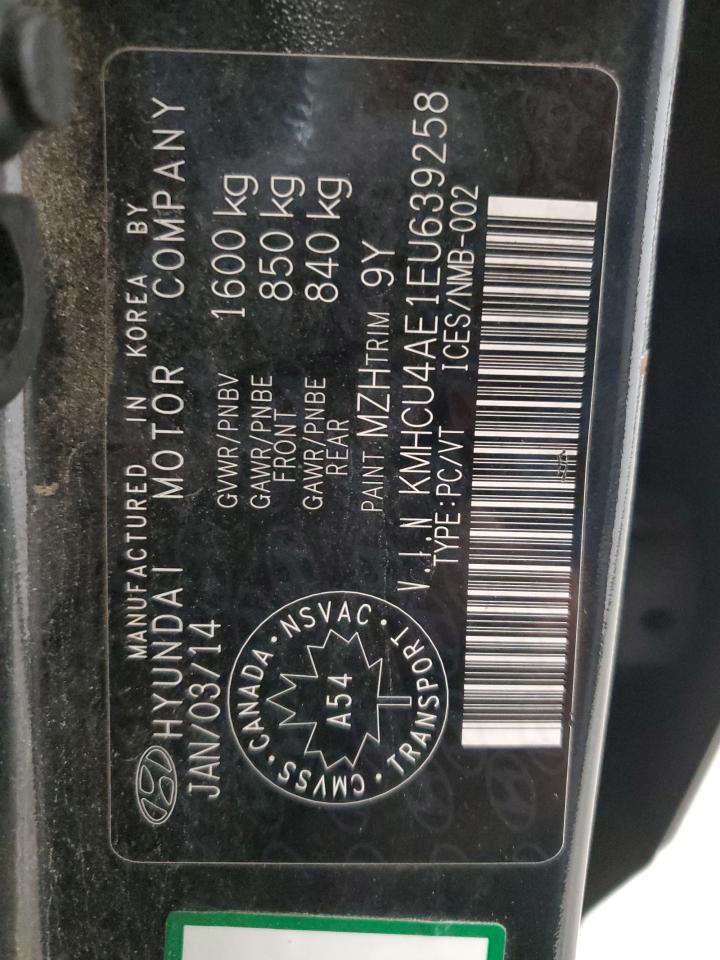 MANUFACTURED IN KOREA BY
HYUNDAI MOTOR COMPANY
JAN/03/14
GVWR/PNBV 1600 kg
GAWR/PNBE FRONT 850 kg
GAWR/PNBE REAR 840 kg
PAINT:MZH TRIM 9Y
V.I.N KMHCU4AE1EU639258
TYPE:PC/VT ICES/NMB-002
CANADA · NSVAC · TRANSPORT · CMVSS ·
A54